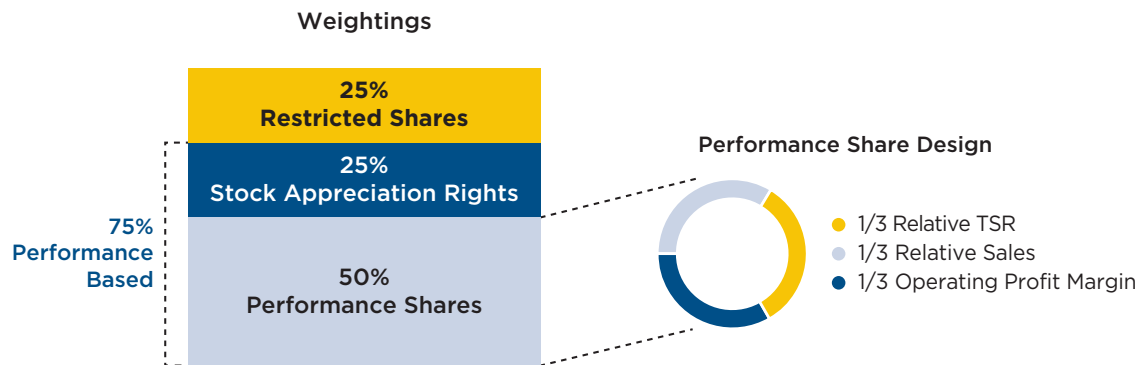 Weightings
25%
Restricted Shares
25%
Stock Appreciation Rights
75%
Performance
Based
50%
Performance Shares
Performance Share Design
1/3 Relative TSR
1/3 Relative Sales
1/3 Operating Profit Margin